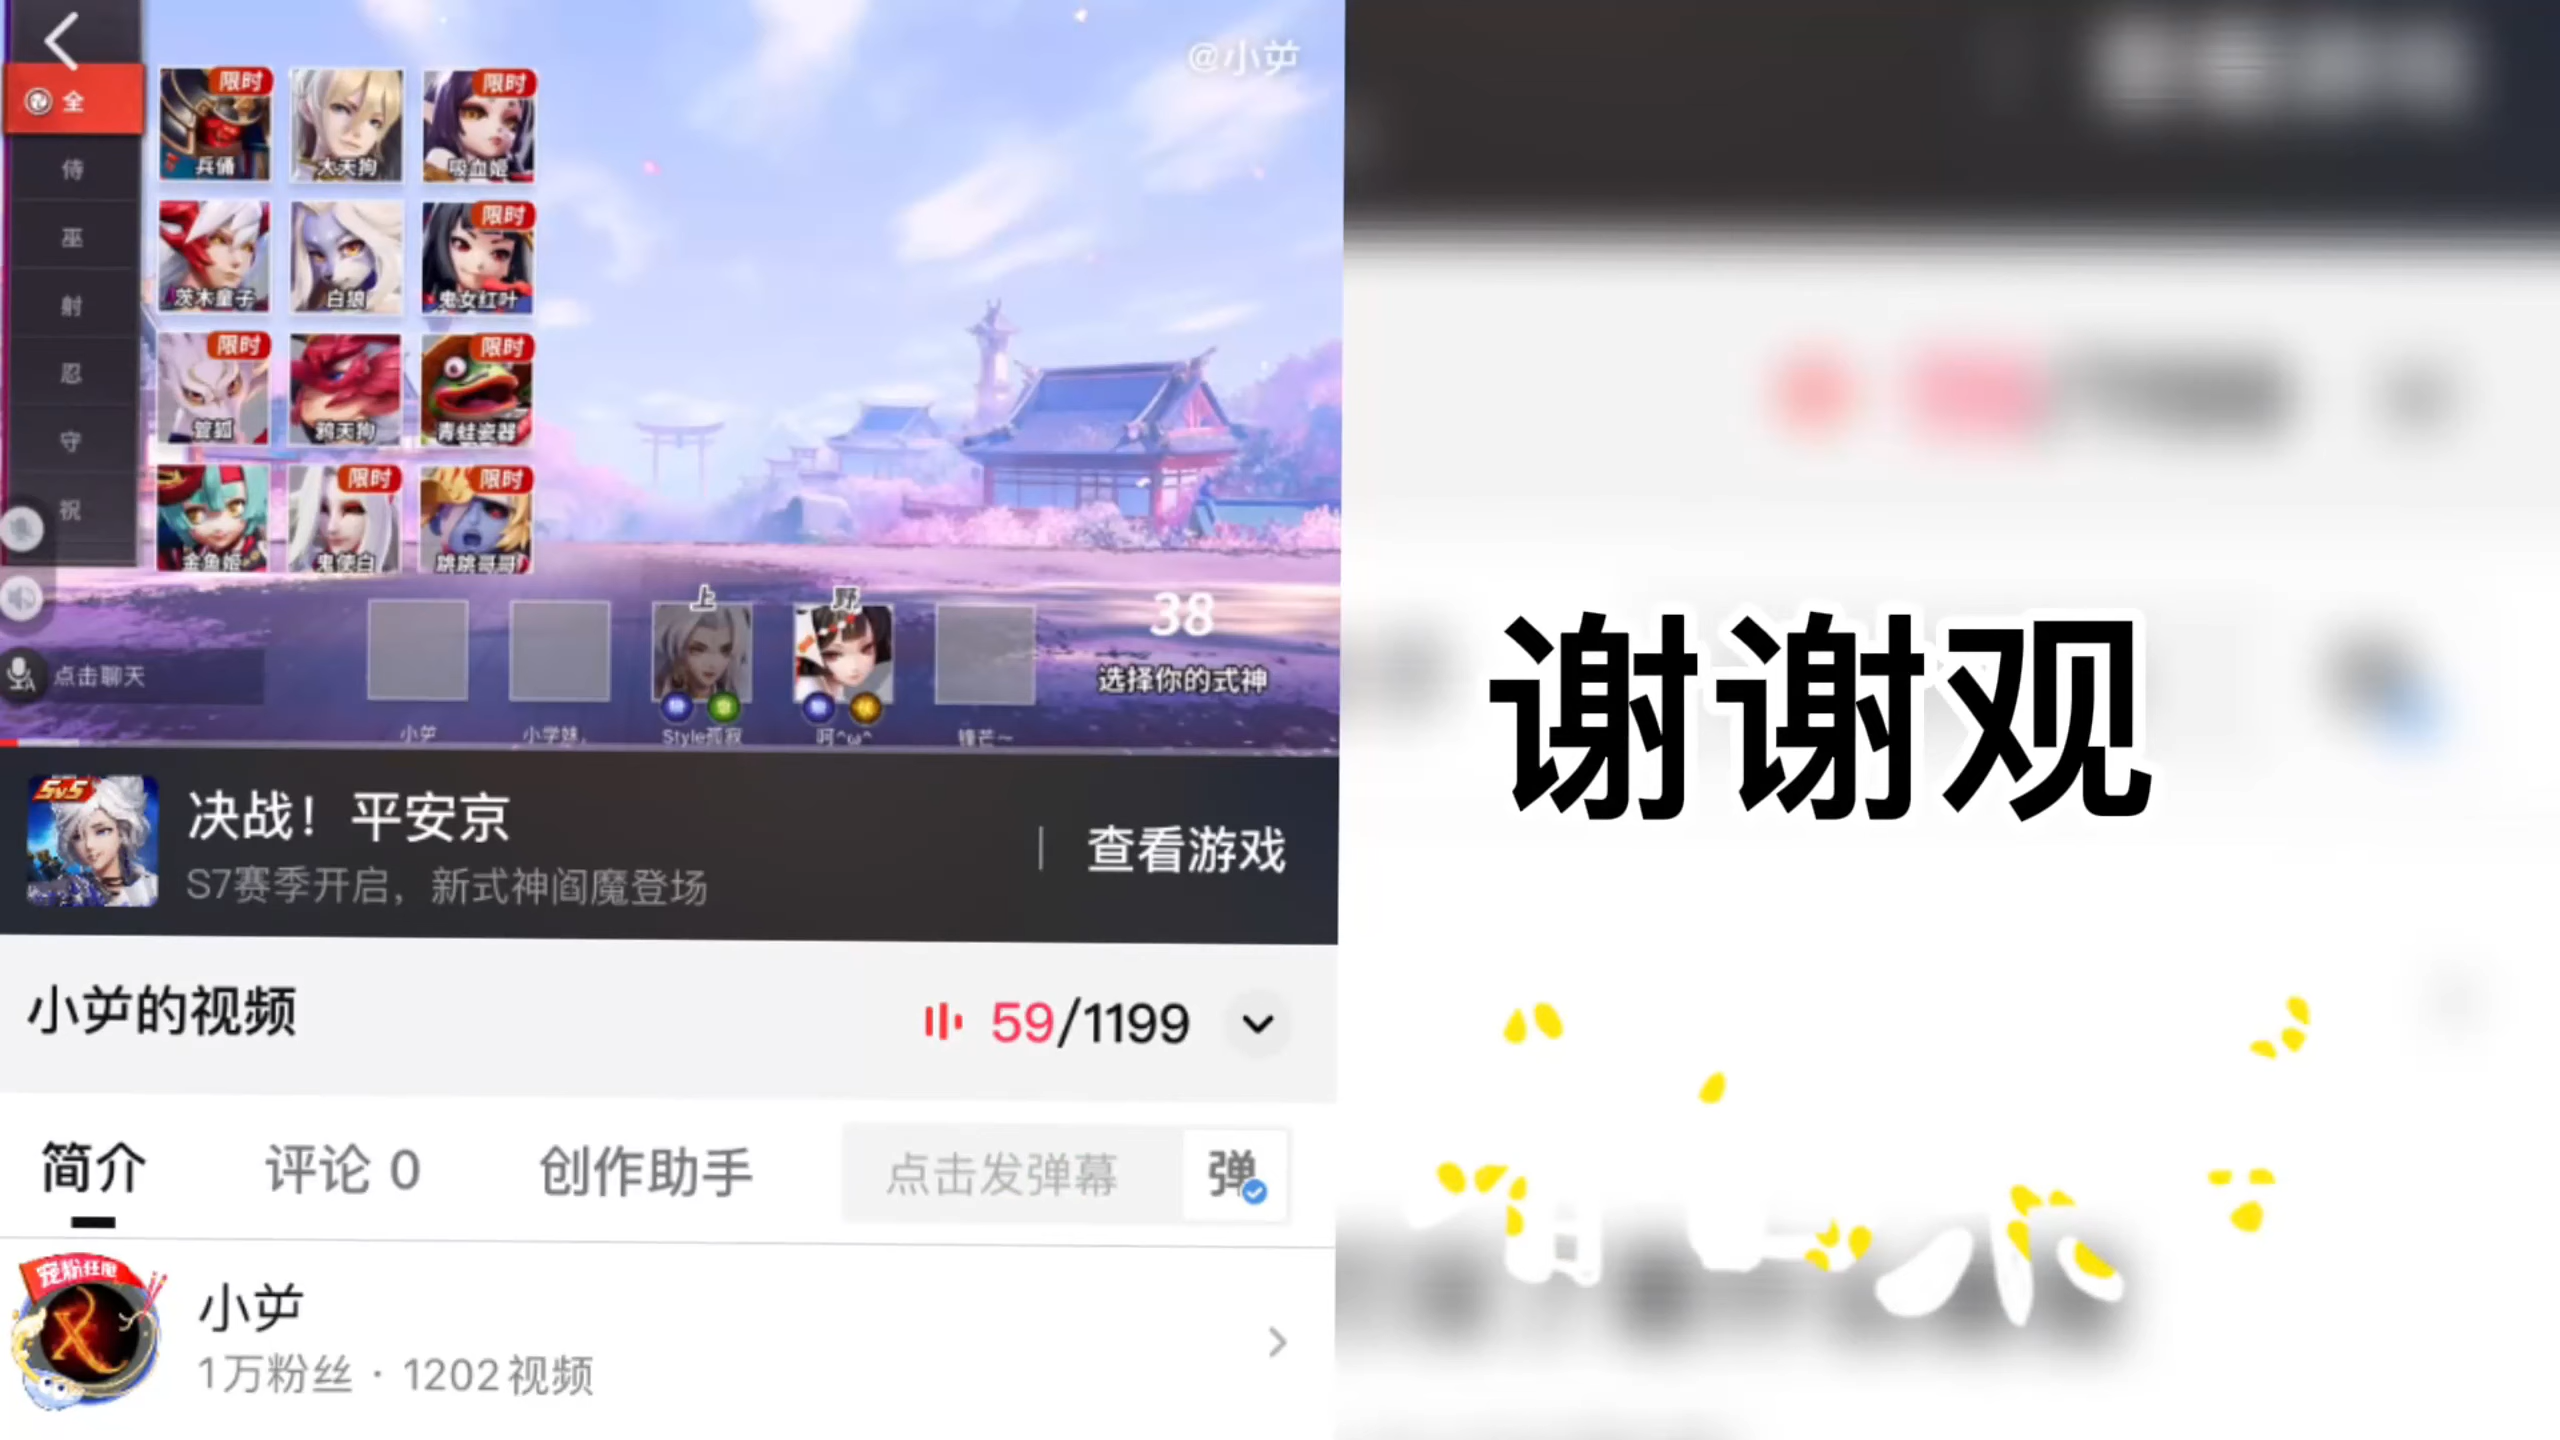 @小䒕
全
侍
巫
射
忍
守
祝
限时
兵俑
大天狗
限时
吸血姬
茨木童子
白狼
限时
鬼女红叶
限时
管狐
鸦天狗
限时
青蛙瓷器
金鱼姬
限时
鬼使白
限时
跳跳哥哥
上
野
38
选择你的式神
点击聊天
小学妹,
Style孤寂
呵^ω^
锋芒~
5v5
决战！平安京
S7赛季开启，新式神阎魔登场
查看游戏
小䒕的视频
59/1199
简介
评论 0
创作助手
点击发弹幕
弹
宠粉狂魔
小䒕
1万粉丝 · 1202视频
谢谢观